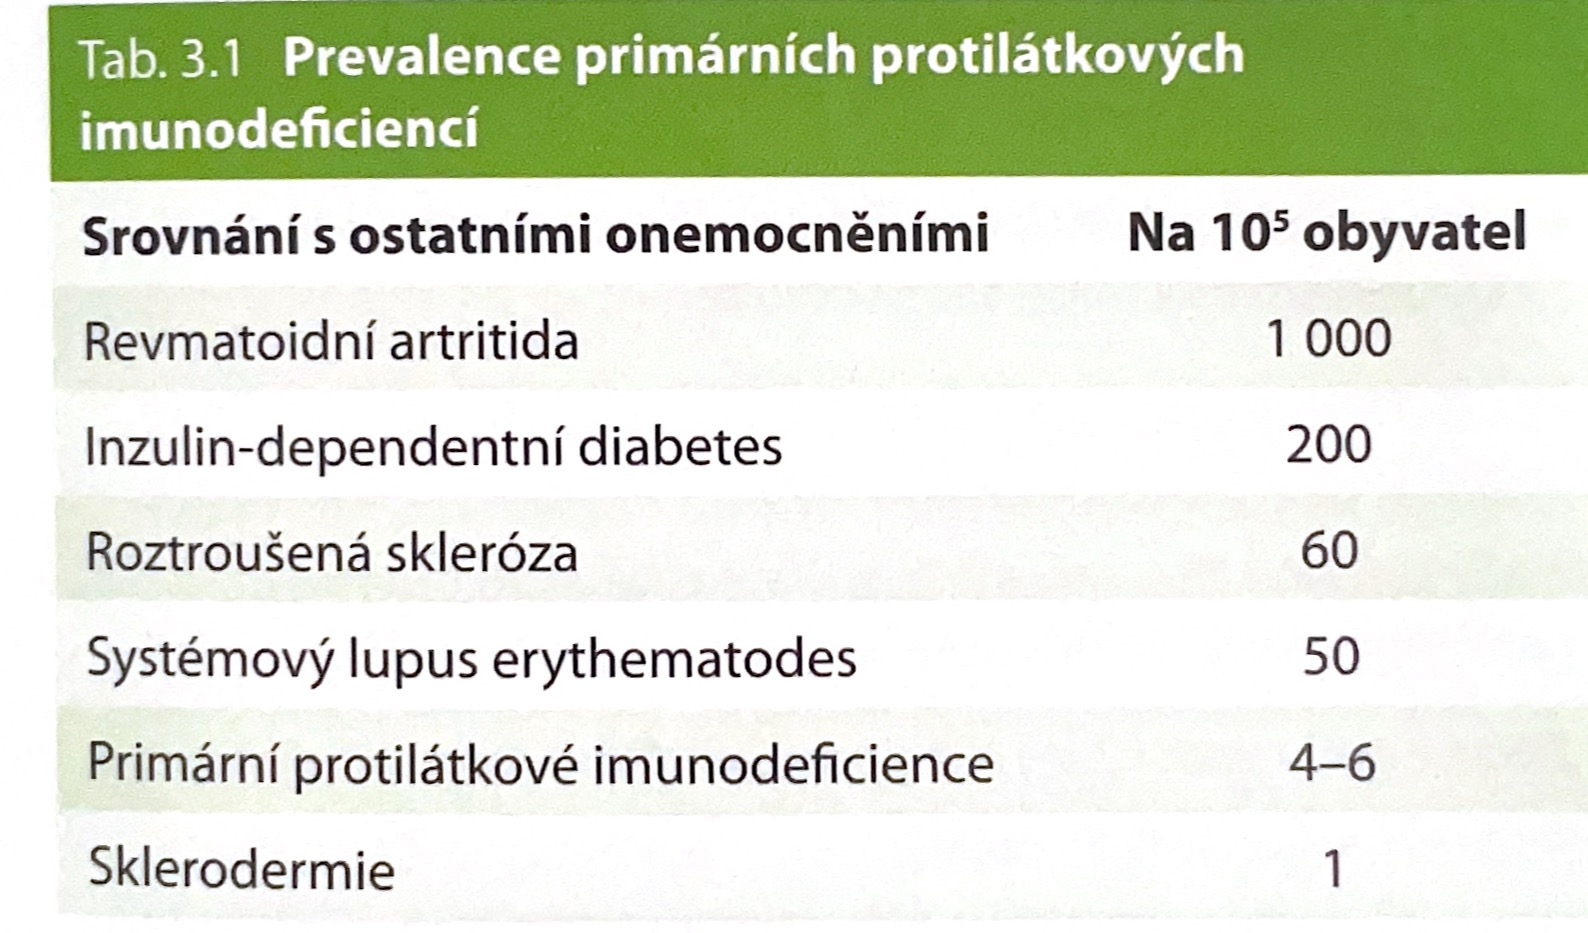 Tab. 3.1 Prevalence primárních protilátkových
imunodeficiencí
Srovnání s ostatními onemocněními Na 10⁵ obyvatel
Revmatoidní artritida 1 000
Inzulin-dependentní diabetes 200
Roztroušená skleróza 60
Systémový lupus erythematodes 50
Primární protilátkové imunodeficience 4–6
Sklerodermie 1